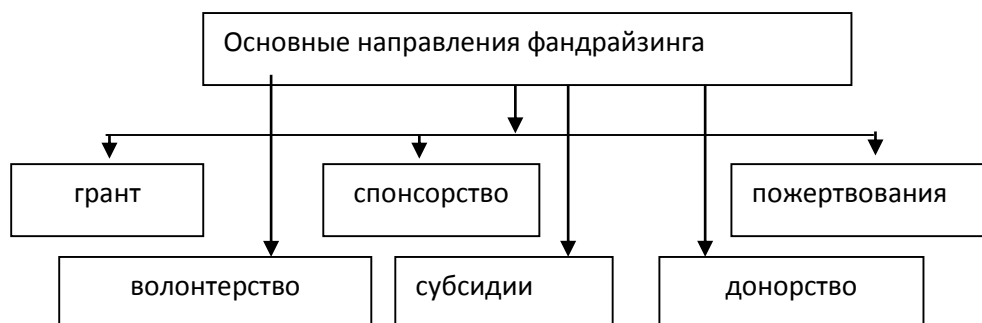 Основные направления фандрайзинга
грант
спонсорство
пожертвования
волонтерство
субсидии
донорство